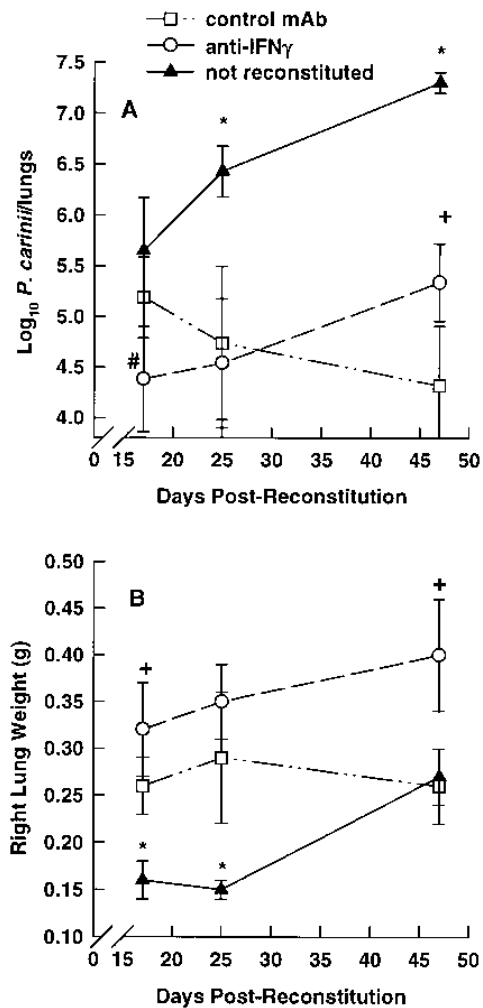 control mAb
anti-IFNγ
not reconstituted
A
*
*
+
#
7.5
7.0
6.5
6.0
5.5
5.0
4.5
4.0
Log10 P. carinii/lungs
0 15 20 25 30 35 40 45 50
Days Post-Reconstitution
B
+
+
*
*
0.50
0.45
0.40
0.35
0.30
0.25
0.20
0.15
0.10
Right Lung Weight (g)
0 15 20 25 30 35 40 45 50
Days Post-Reconstitution